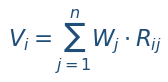 $V_i = \sum_{j=1}^{n} W_j \cdot R_{ij}$